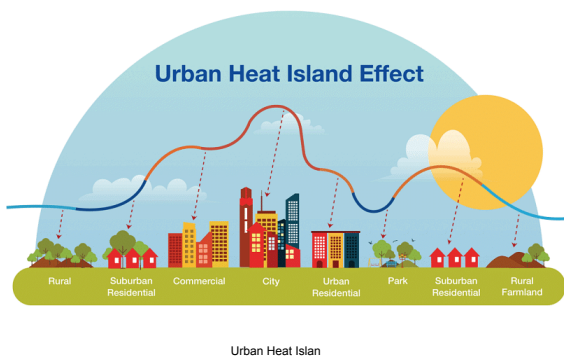 Urban Heat Island Effect
Rural
Suburban
Residential
Commercial
City
Urban
Residential
Park
Suburban
Residential
Rural
Farmland
Urban Heat Islan